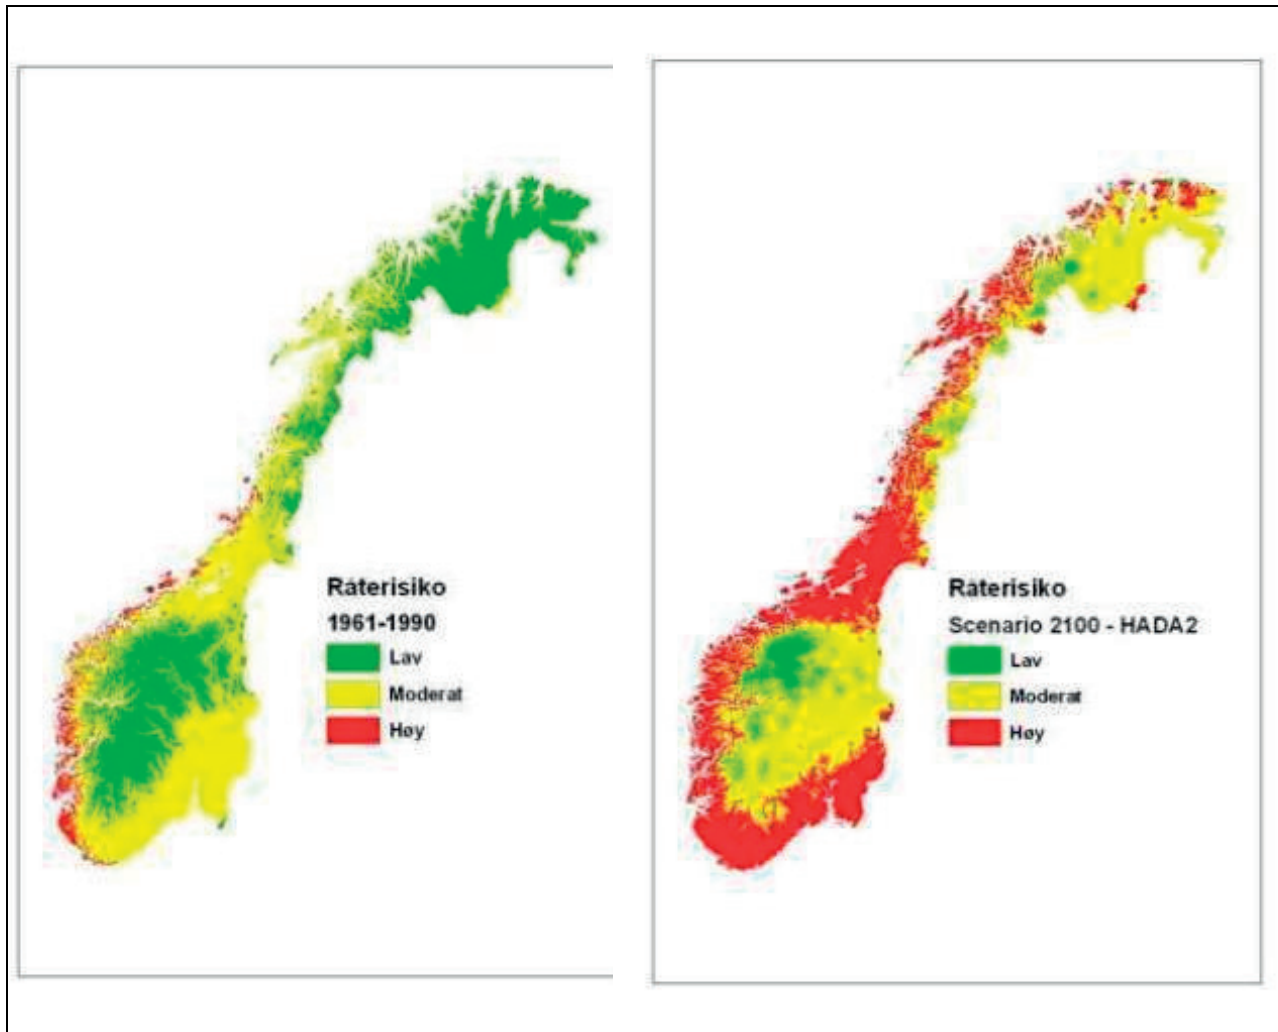 Råterisiko
1961-1990
Lav
Moderat
Høy
Råterisiko
Scenario 2100 - HADA2
Lav
Moderat
Høy